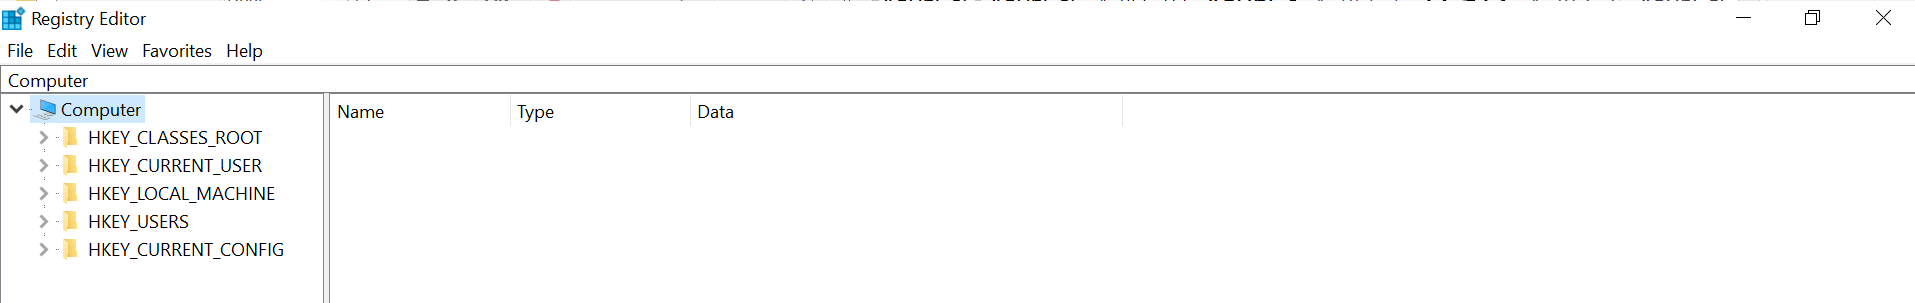 Registry Editor
File Edit View Favorites Help
Computer
Computer
Name Type Data
HKEY_CLASSES_ROOT
HKEY_CURRENT_USER
HKEY_LOCAL_MACHINE
HKEY_USERS
HKEY_CURRENT_CONFIG